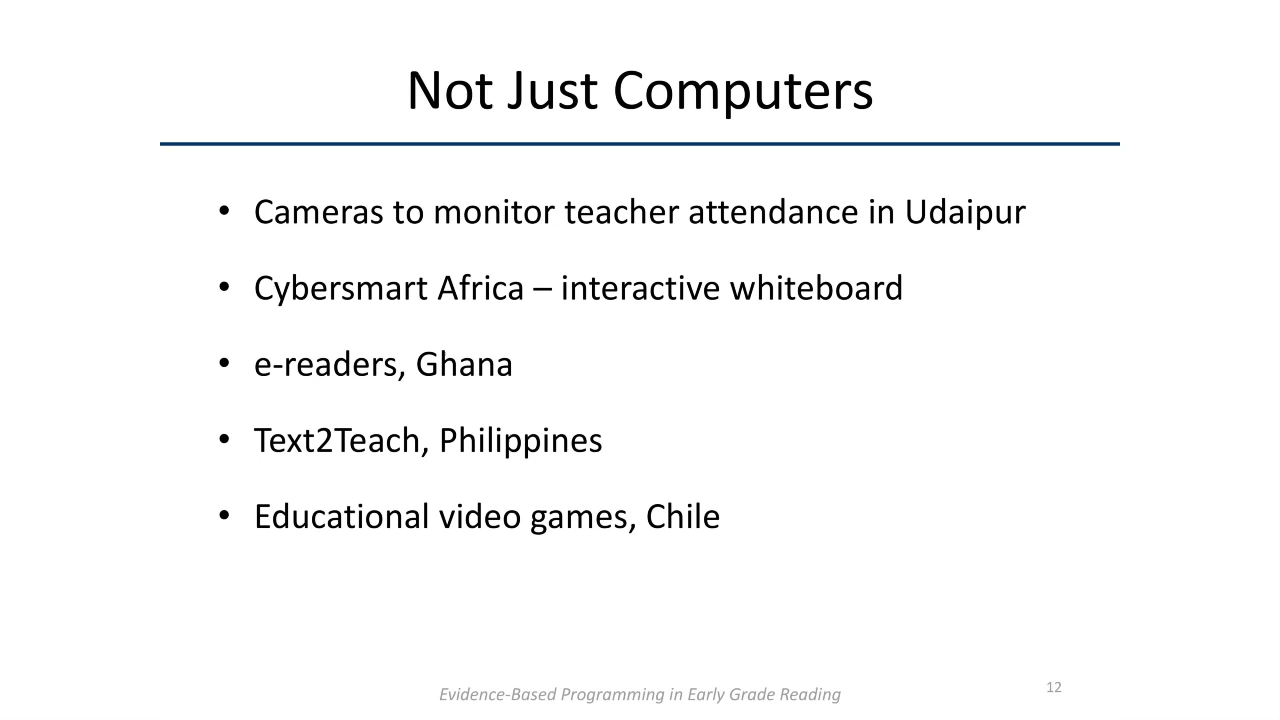 Not Just Computers
• Cameras to monitor teacher attendance in Udaipur
• Cybersmart Africa – interactive whiteboard
• e-readers, Ghana
• Text2Teach, Philippines
• Educational video games, Chile
Evidence-Based Programming in Early Grade Reading
12